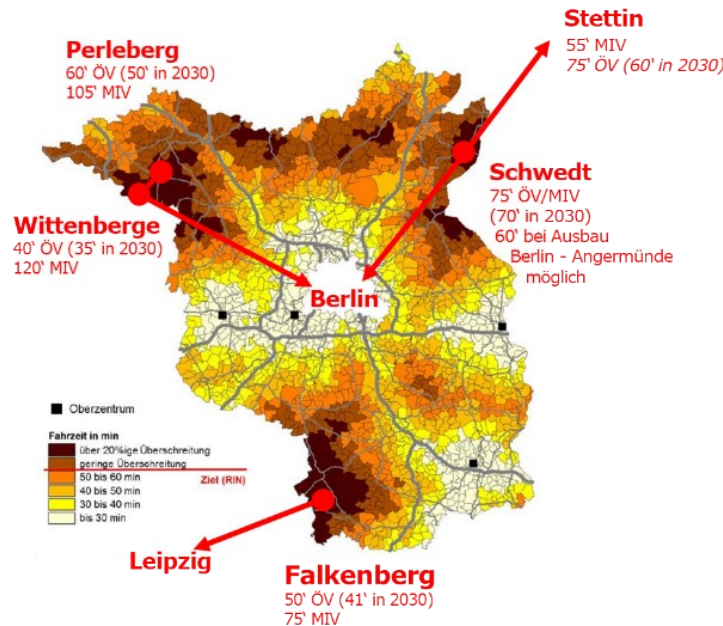 Stettin
55' MIV
75' ÖV (60' in 2030)
Perleberg
60' ÖV (50' in 2030)
105' MIV
Schwedt
75' ÖV/MIV
(70' in 2030)
60' bei Ausbau
Berlin - Angermünde
möglich
Wittenberge
40' ÖV (35' in 2030)
120' MIV
Berlin
Oberzentrum
Fahrzeit in min
über 20%ige Überschreitung
geringe Überschreitung
Ziel (RIN)
50 bis 60 min
40 bis 50 min
30 bis 40 min
bis 30 min
Leipzig
Falkenberg
50' ÖV (41' in 2030)
75' MIV